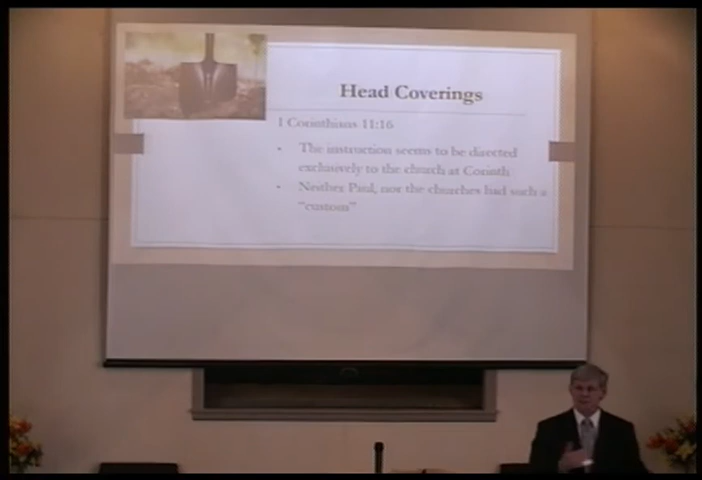 Head Coverings
1 Corinthians 11:16
• The instruction seems to be directed
exclusively to the church at Corinth
• Neither Paul, nor the churches had such a
"custom"